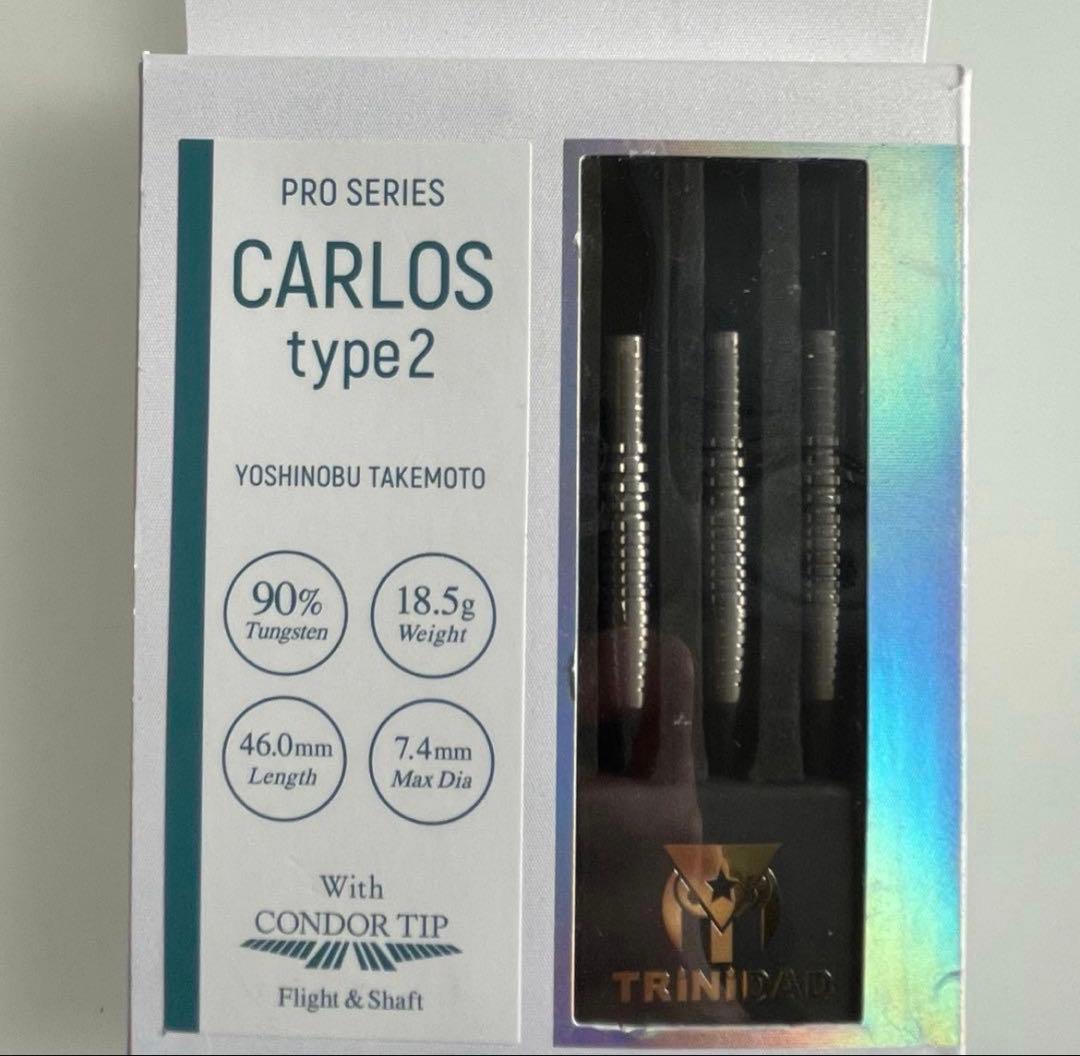 PRO SERIES
CARLOS
type2
YOSHINOBU TAKEMOTO
90%
Tungsten
18.5g
Weight
46.0mm
Length
7.4mm
Max Dia
With
CONDOR TIP
Flight & Shaft
TRiNiDAD